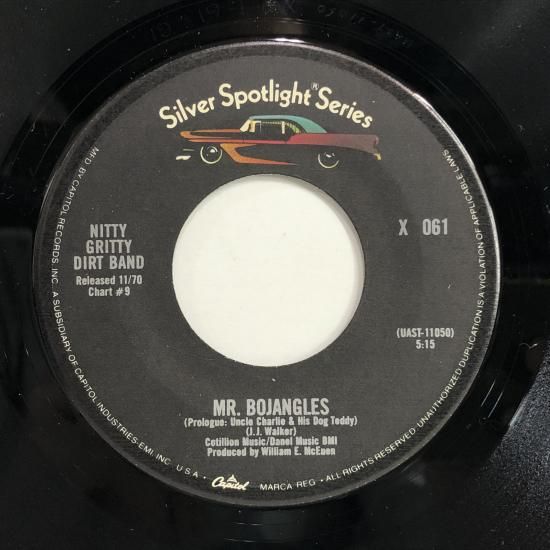 Silver Spotlight® Series
NITTY
GRITTY
DIRT BAND
Released 11/70
Chart #9
X 061
(UAST-11050)
5:15
MR. BOJANGLES
(Prologue: Uncle Charlie & His Dog Teddy)
(J.J. Walker)
Cotillion Music/Danel Music BMI
Produced by William E. McEuen
MFD. BY CAPITOL RECORDS, INC. A SUBSIDIARY OF CAPITOL INDUSTRIES-EMI, INC. U.S.A. • Capitol MARCA REG. • ALL RIGHTS RESERVED • UNAUTHORIZED DUPLICATION IS A VIOLATION OF APPLICABLE LAWS